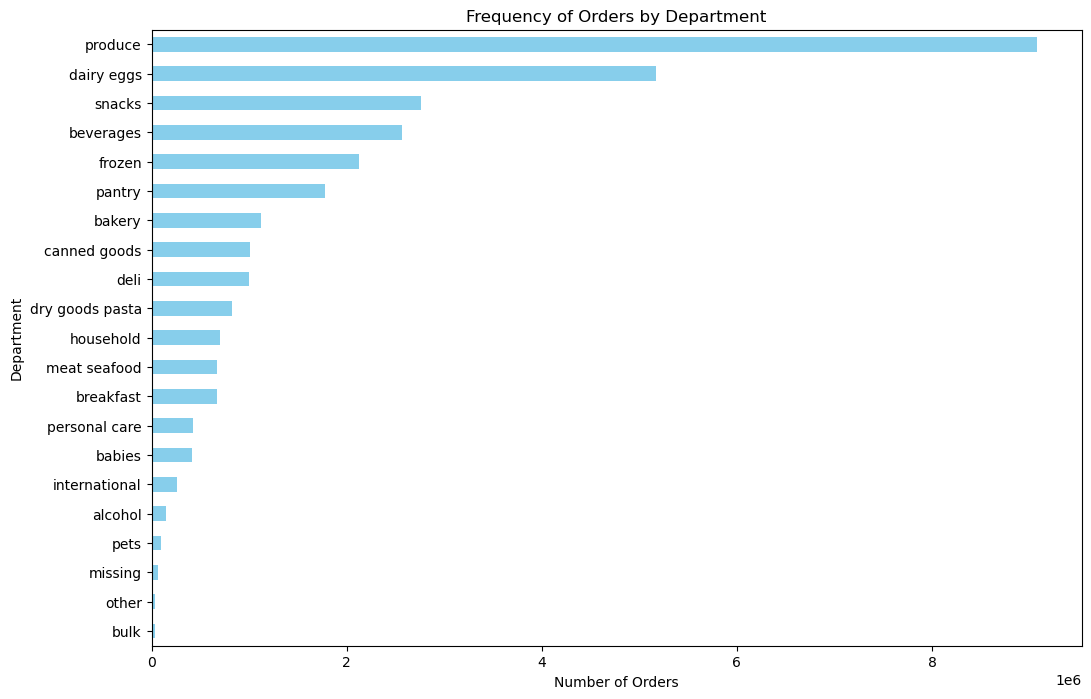 Frequency of Orders by Department
produce
dairy eggs
snacks
beverages
frozen
pantry
bakery
canned goods
deli
dry goods pasta
household
meat seafood
breakfast
personal care
babies
international
alcohol
pets
missing
other
bulk
Department
0 2 4 6 8
1e6
Number of Orders